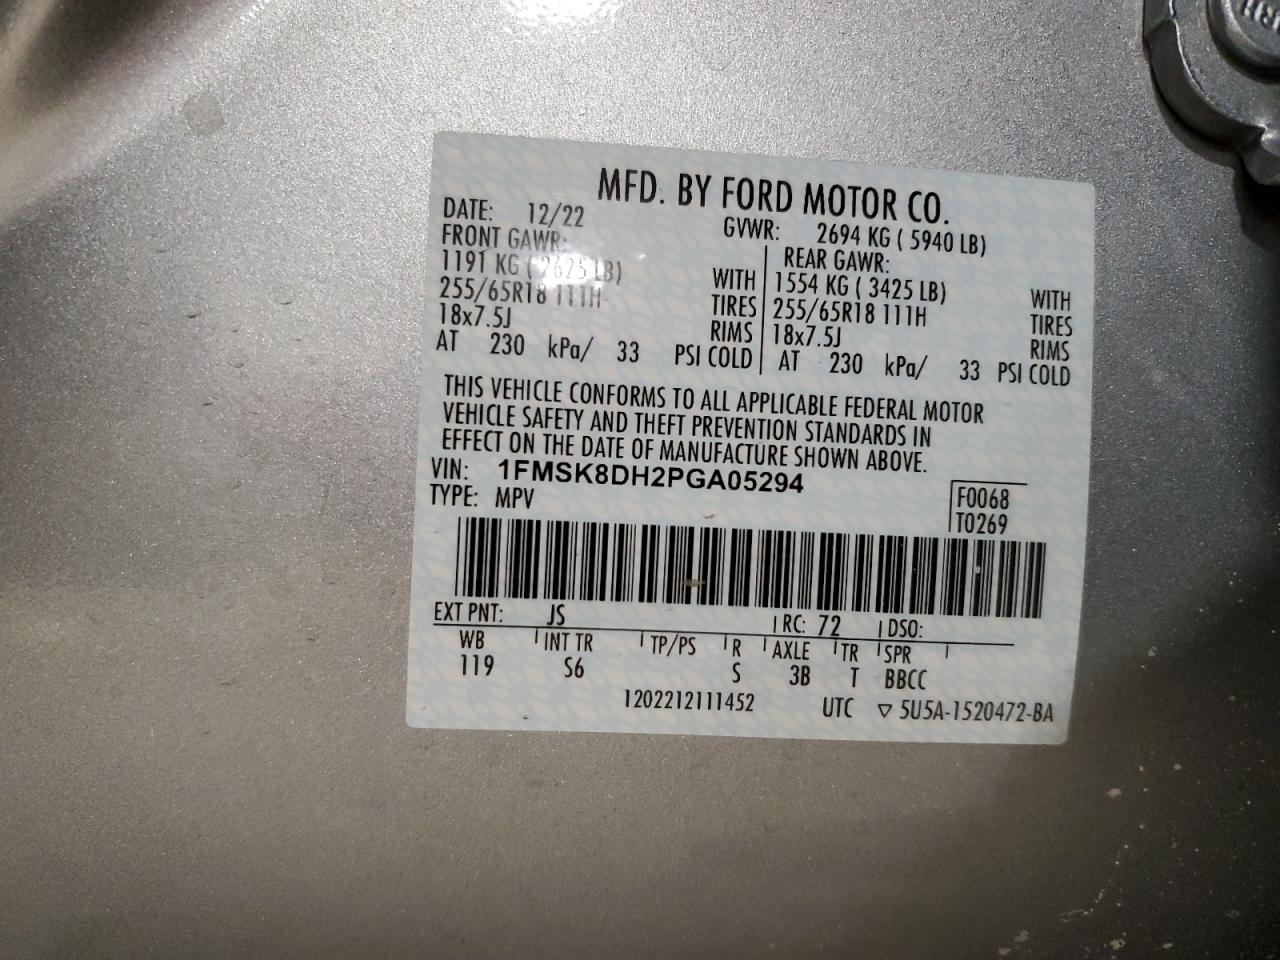 MFD. BY FORD MOTOR CO.
DATE: 12/22 GVWR: 2694 KG ( 5940 LB)
FRONT GAWR: REAR GAWR:
1191 KG ( 2625 LB) WITH 1554 KG ( 3425 LB) WITH
255/65R18 111H TIRES 255/65R18 111H TIRES
18x7.5J RIMS 18x7.5J RIMS
AT 230 kPa/ 33 PSI COLD AT 230 kPa/ 33 PSI COLD
THIS VEHICLE CONFORMS TO ALL APPLICABLE FEDERAL MOTOR
VEHICLE SAFETY AND THEFT PREVENTION STANDARDS IN
EFFECT ON THE DATE OF MANUFACTURE SHOWN ABOVE.
VIN: 1FMSK8DH2PGA05294 F0068
TYPE: MPV T0269
EXT PNT: JS RC: 72 DSO:
WB INT TR TP/PS R AXLE TR SPR
119 S6 S 3B T BBCC
1202212111452 UTC ▽ 5U5A-1520472-BA